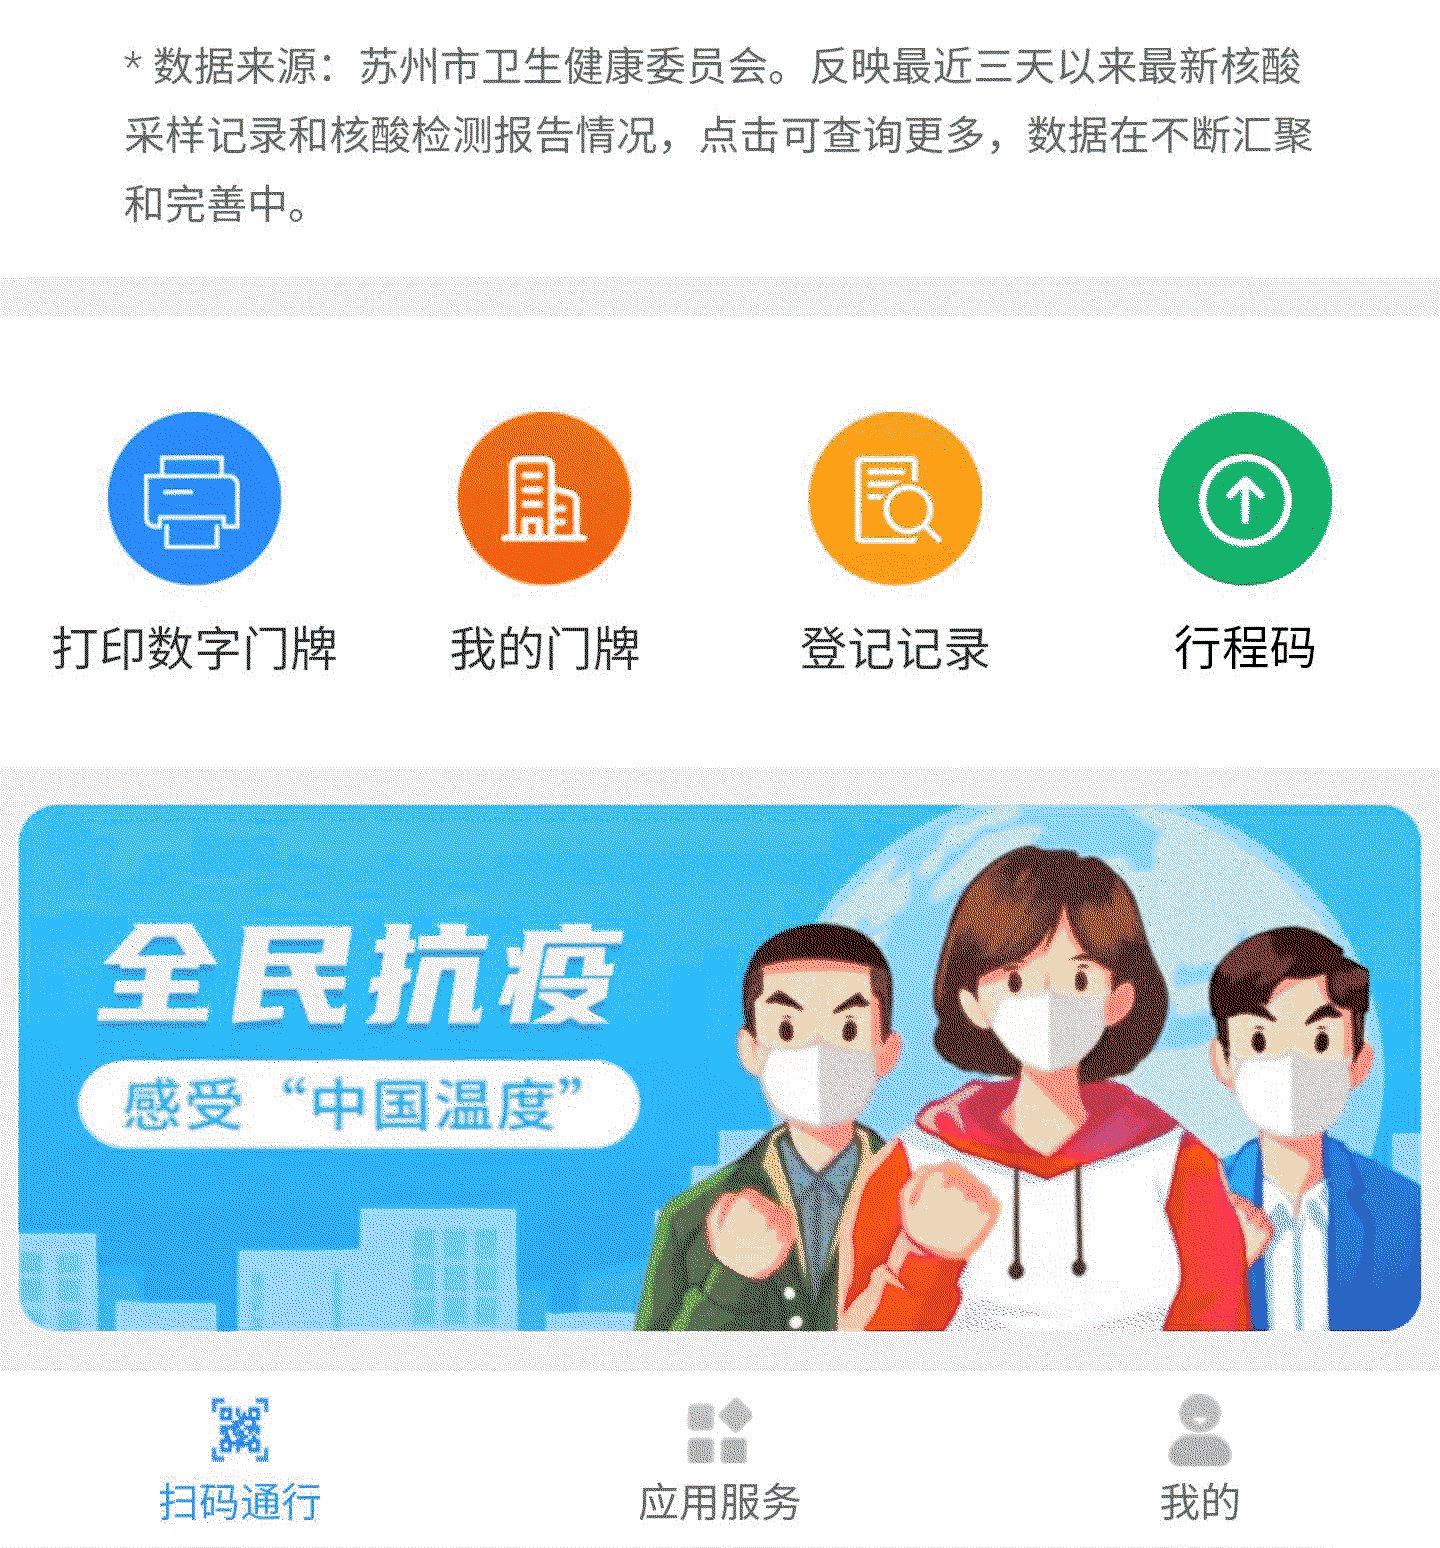 * 数据来源：苏州市卫生健康委员会。反映最近三天以来最新核酸
采样记录和核酸检测报告情况，点击可查询更多，数据在不断汇聚
和完善中。
打印数字门牌
我的门牌
登记记录
行程码
全民抗疫
感受“中国温度”
扫码通行
应用服务
我的